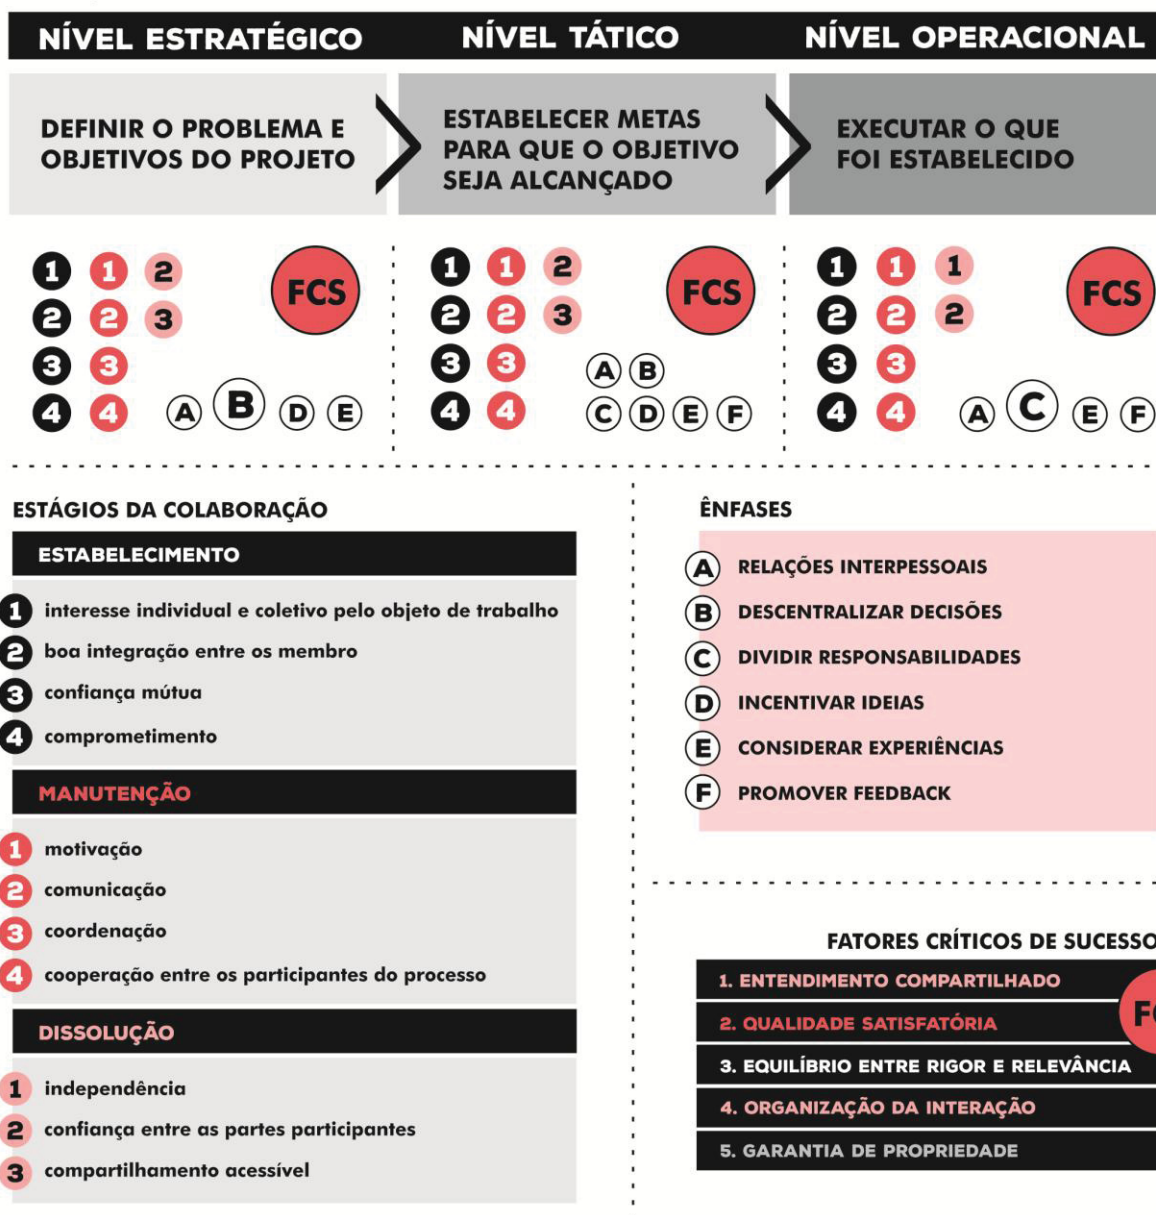 NÍVEL ESTRATÉGICO
NÍVEL TÁTICO
NÍVEL OPERACIONAL
DEFINIR O PROBLEMA E
OBJETIVOS DO PROJETO
ESTABELECER METAS
PARA QUE O OBJETIVO
SEJA ALCANÇADO
EXECUTAR O QUE
FOI ESTABELECIDO
1 1 2
2 2 3
3 3
4 4
FCS
A B D E
1 1 2
2 2 3
3 3
4 4
FCS
A B
C D E F
1 1 1
2 2 2
3 3
4 4
FCS
A C E F
ESTÁGIOS DA COLABORAÇÃO
ESTABELECIMENTO
1 interesse individual e coletivo pelo objeto de trabalho
2 boa integração entre os membro
3 confiança mútua
4 comprometimento
MANUTENÇÃO
1 motivação
2 comunicação
3 coordenação
4 cooperação entre os participantes do processo
DISSOLUÇÃO
1 independência
2 confiança entre as partes participantes
3 compartilhamento acessível
ÊNFASES
A RELAÇÕES INTERPESSOAIS
B DESCENTRALIZAR DECISÕES
C DIVIDIR RESPONSABILIDADES
D INCENTIVAR IDEIAS
E CONSIDERAR EXPERIÊNCIAS
F PROMOVER FEEDBACK
FATORES CRÍTICOS DE SUCESSO
1. ENTENDIMENTO COMPARTILHADO
2. QUALIDADE SATISFATÓRIA
3. EQUILÍBRIO ENTRE RIGOR E RELEVÂNCIA
4. ORGANIZAÇÃO DA INTERAÇÃO
5. GARANTIA DE PROPRIEDADE